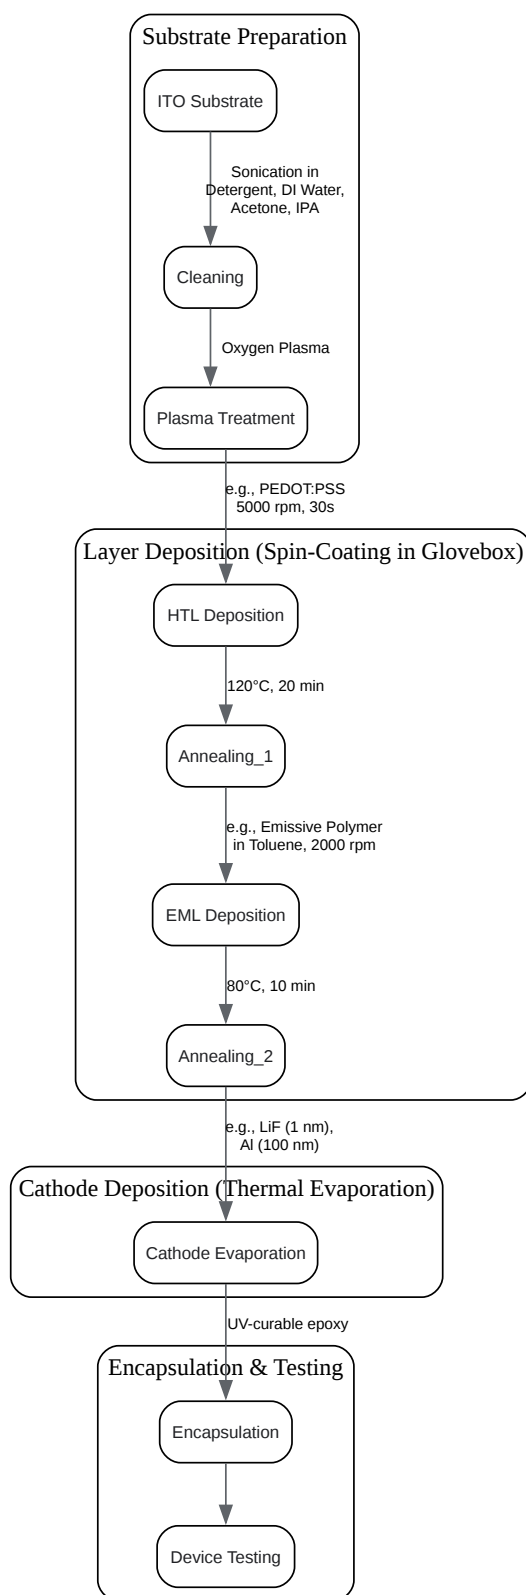 Substrate Preparation
ITO Substrate
Sonication in
Detergent, DI Water,
Acetone, IPA
Cleaning
Oxygen Plasma
Plasma Treatment
e.g., PEDOT:PSS
5000 rpm, 30s
Layer Deposition (Spin-Coating in Glovebox)
HTL Deposition
120°C, 20 min
Annealing_1
e.g., Emissive Polymer
in Toluene, 2000 rpm
EML Deposition
80°C, 10 min
Annealing_2
e.g., LiF (1 nm),
Al (100 nm)
Cathode Deposition (Thermal Evaporation)
Cathode Evaporation
UV-curable epoxy
Encapsulation & Testing
Encapsulation
Device Testing